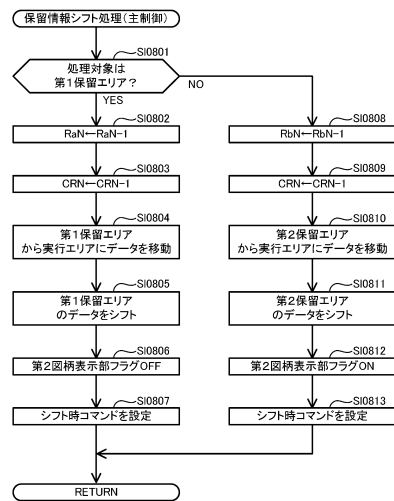 保留情報シフト処理(主制御)
SI0801
処理対象は
第1保留エリア?
YES
NO
SI0802
RaN←RaN-1
SI0803
CRN←CRN-1
SI0804
第1保留エリア
から実行エリアにデータを移動
SI0805
第1保留エリア
のデータをシフト
SI0806
第2図柄表示部フラグOFF
SI0807
シフト時コマンドを設定
SI0808
RbN←RbN-1
SI0809
CRN←CRN-1
SI0810
第2保留エリア
から実行エリアにデータを移動
SI0811
第2保留エリア
のデータをシフト
SI0812
第2図柄表示部フラグON
SI0813
シフト時コマンドを設定
RETURN